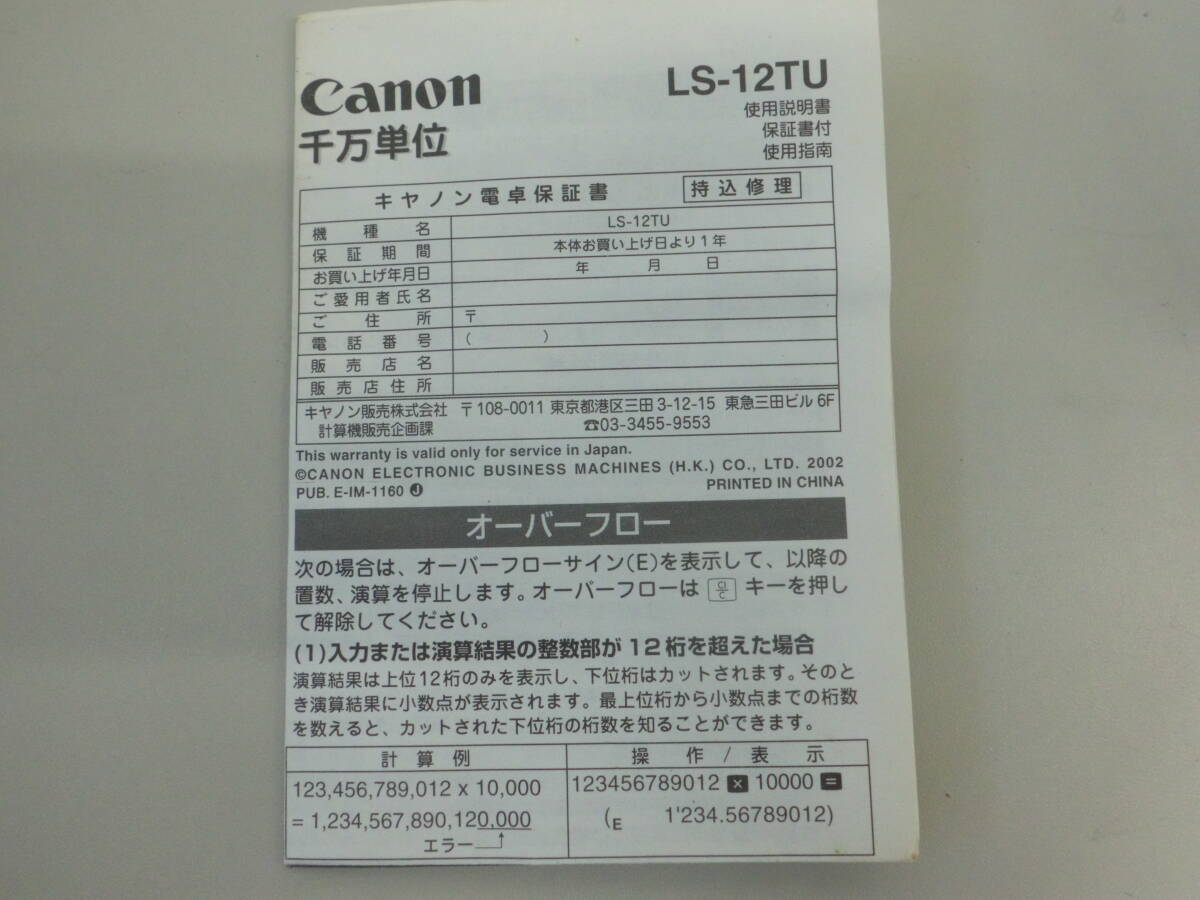 Canon
LS-12TU
千万単位
使用説明書
保証書付
使用指南
キヤノン電卓保証書 持込修理
機種名 LS-12TU
保証期間 本体お買い上げ日より1年
お買い上げ年月日 年 月 日
ご愛用者氏名
ご住所 〒
電話番号 ( )
販売店名
販売店住所
キヤノン販売株式会社 〒108-0011 東京都港区三田3-12-15 東急三田ビル6F
計算機販売企画課 ☎03-3455-9553
This warranty is valid only for service in Japan.
©CANON ELECTRONIC BUSINESS MACHINES (H.K.) CO., LTD. 2002
PUB. E-IM-1160 J PRINTED IN CHINA
オーバーフロー
次の場合は、オーバーフローサイン(E)を表示して、以降の
置数、演算を停止します。オーバーフローは CI/C キーを押し
て解除してください。
(1)入力または演算結果の整数部が12桁を超えた場合
演算結果は上位12桁のみを表示し、下位桁はカットされます。そのと
き演算結果に小数点が表示されます。最上位桁から小数点までの桁数
を数えると、カットされた下位桁の桁数を知ることができます。
計算例 操作/表示
123,456,789,012 x 10,000 123456789012 × 10000 =
= 1,234,567,890,120,000 (E 1'234.56789012)
エラー